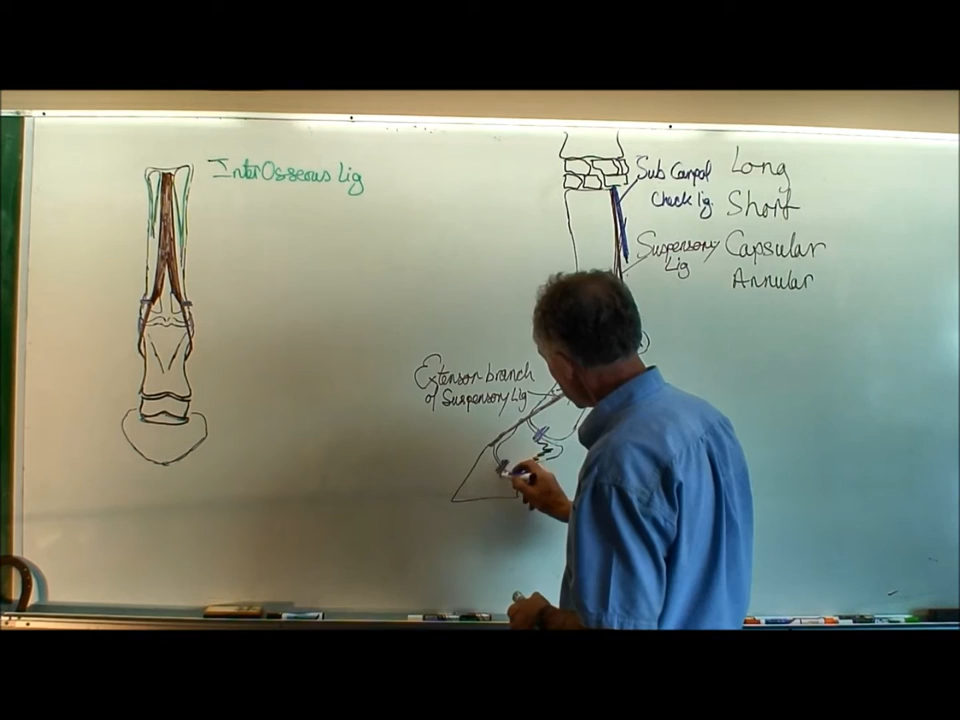 InterOsseous Lig
Sub Carpal
Check lig.
Suspensory
Lig
Long
Short
Capsular
Annular
Extensor branch
of Suspensory Lig